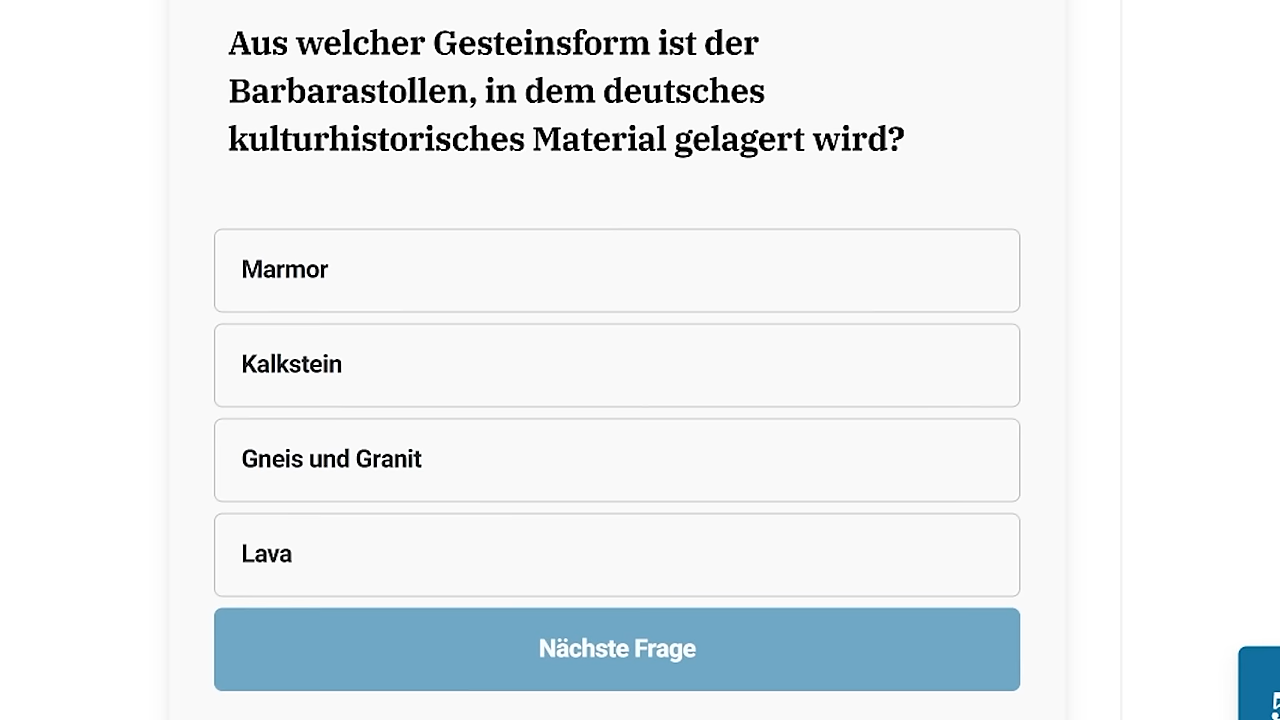 Aus welcher Gesteinsform ist der
Barbarastollen, in dem deutsches
kulturhistorisches Material gelagert wird?
Marmor
Kalkstein
Gneis und Granit
Lava
Nächste Frage